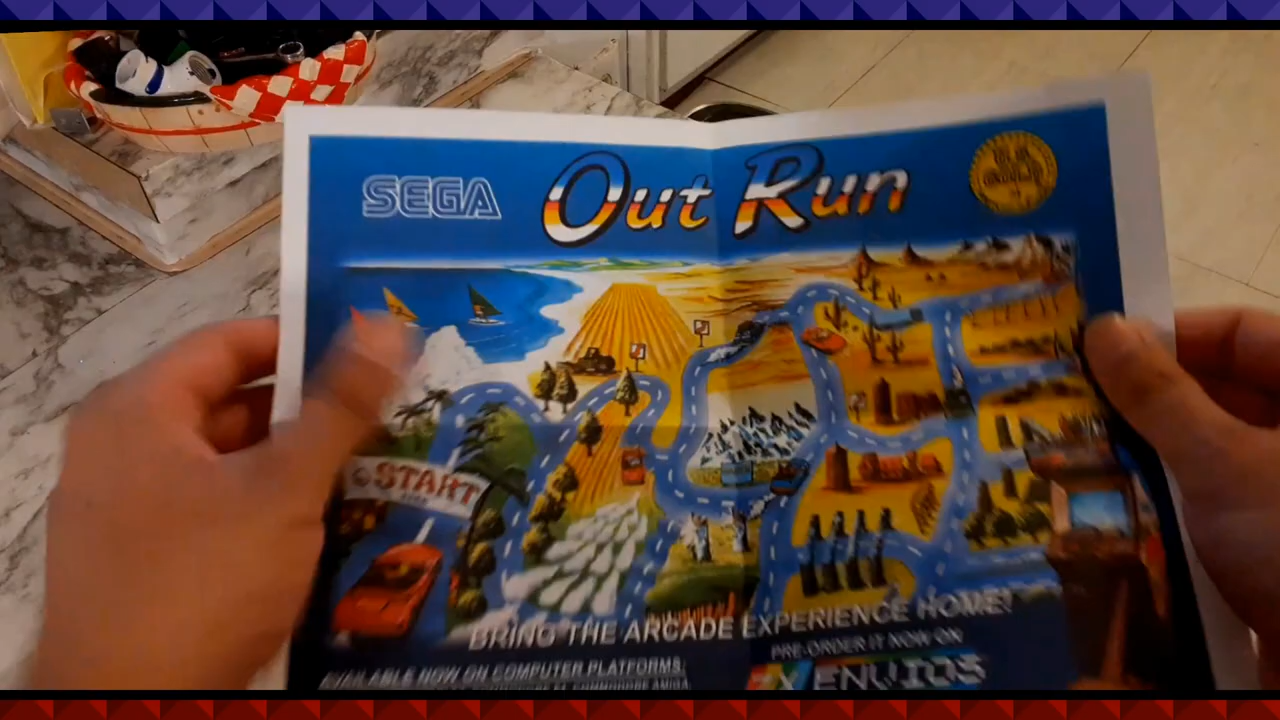 SEGA
Out Run
START
BRING THE ARCADE EXPERIENCE HOME!
PRE-ORDER IT NOW ON
AVAILABLE NOW ON COMPUTER PLATFORMS: